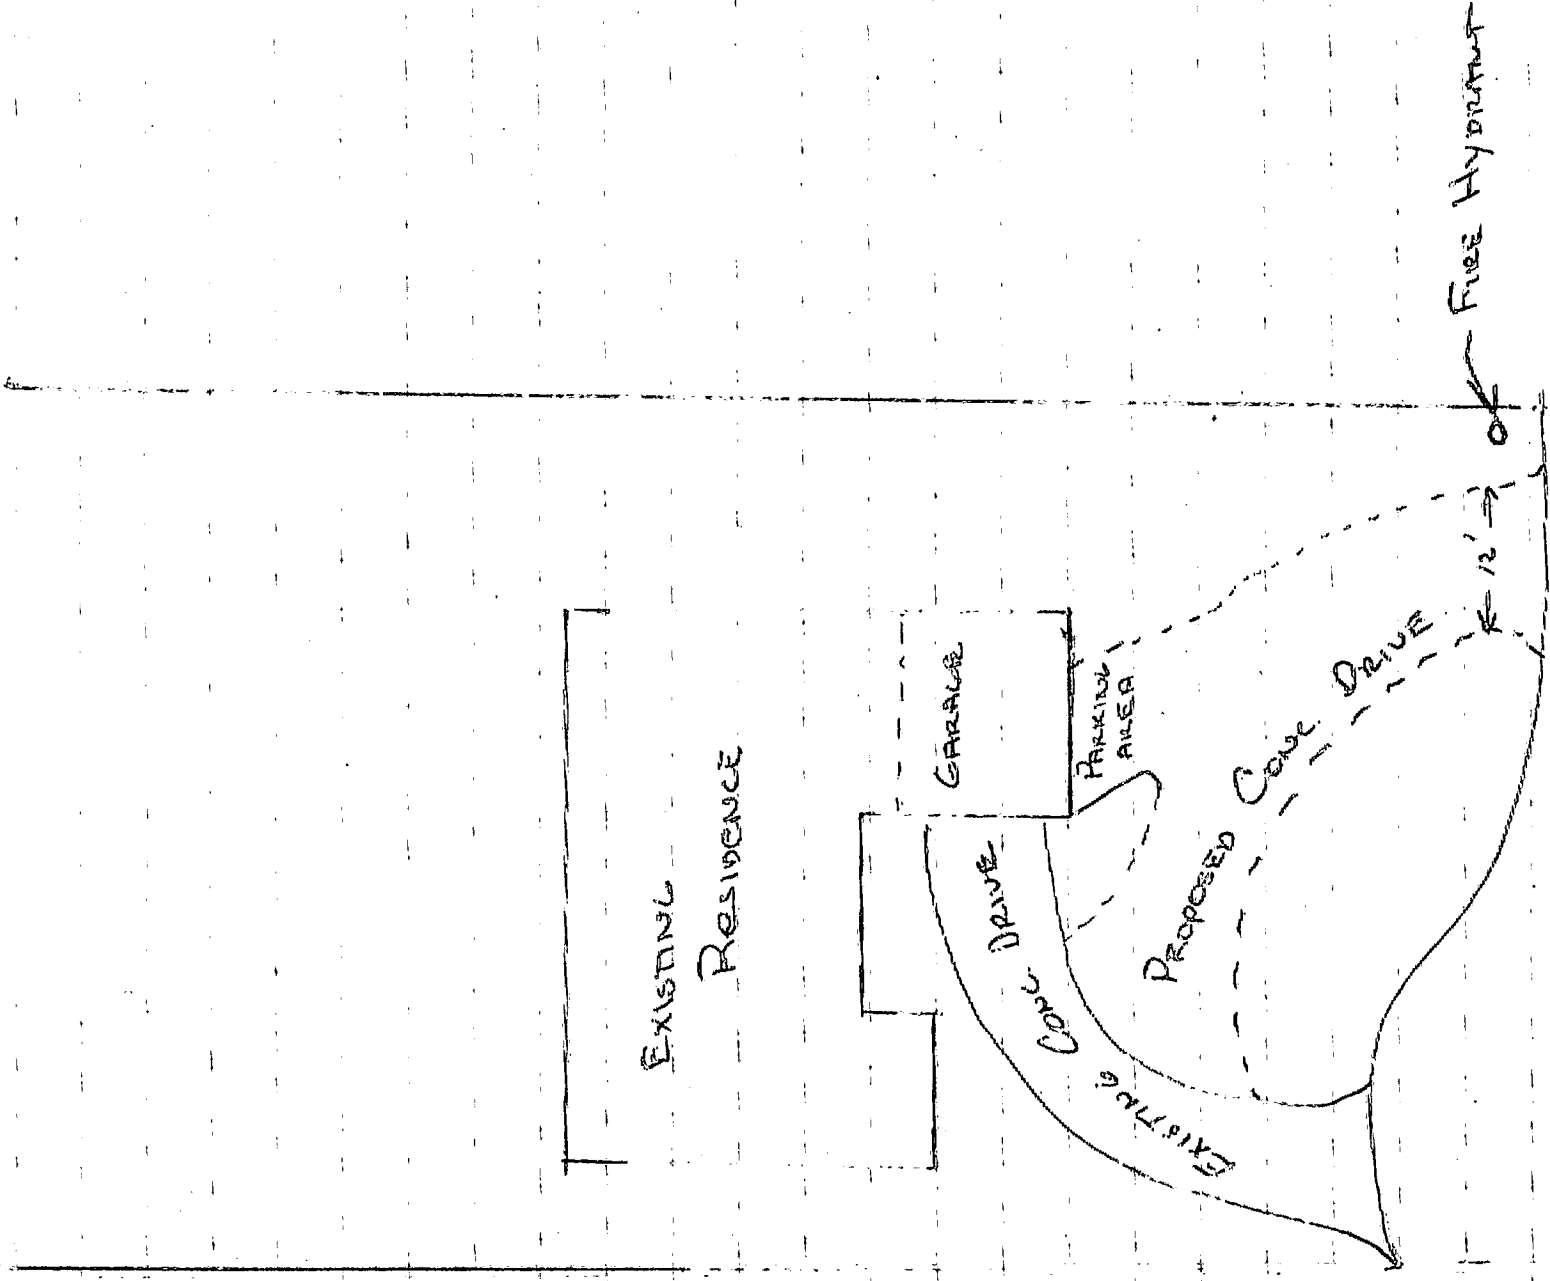 EXISTING
RESIDENCE
GARAGE
PARKING
AREA
EXISTING CONC DRIVE
PROPOSED CONC. DRIVE
12'
FIRE HYDRANT